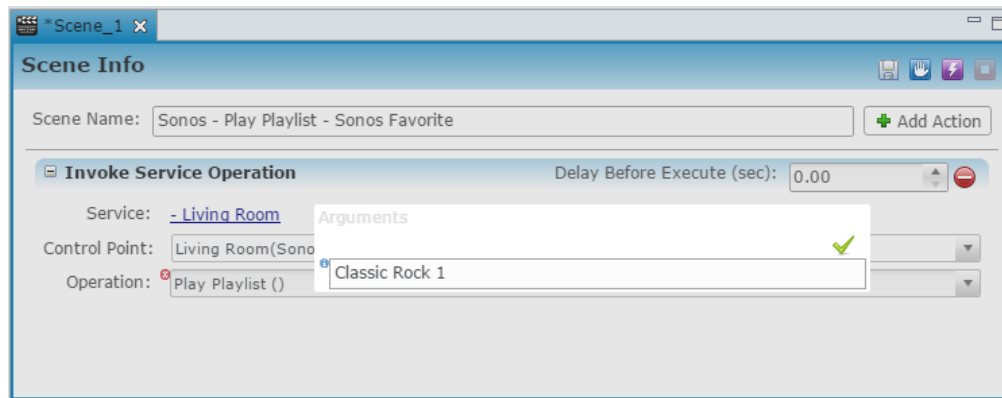 *Scene_1
Scene Info
Scene Name: Sonos - Play Playlist - Sonos Favorite Add Action
Invoke Service Operation Delay Before Execute (sec): 0.00
Service: - Living Room Arguments
Control Point: Living Room(Sono
Classic Rock 1
Operation: Play Playlist ()